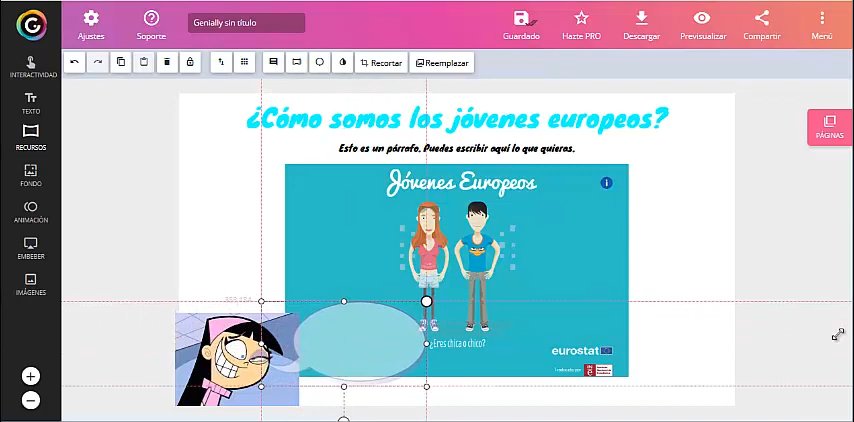 Ajustes
Soporte
Genially sin título
Guardado
Hazte PRO
Descargar
Previsualizar
Compartir
Menú
Recortar
Reemplazar
INTERACTIVIDAD
TEXTO
RECURSOS
FONDO
ANIMACIÓN
EMBEBER
IMÁGENES
PÁGINAS
¿Cómo somos los jóvenes europeos?
Esto es un párrafo. Puedes escribir aquí lo que quieras.
Jóvenes Europeos
i
¿Eres chica o chico?
eurostat